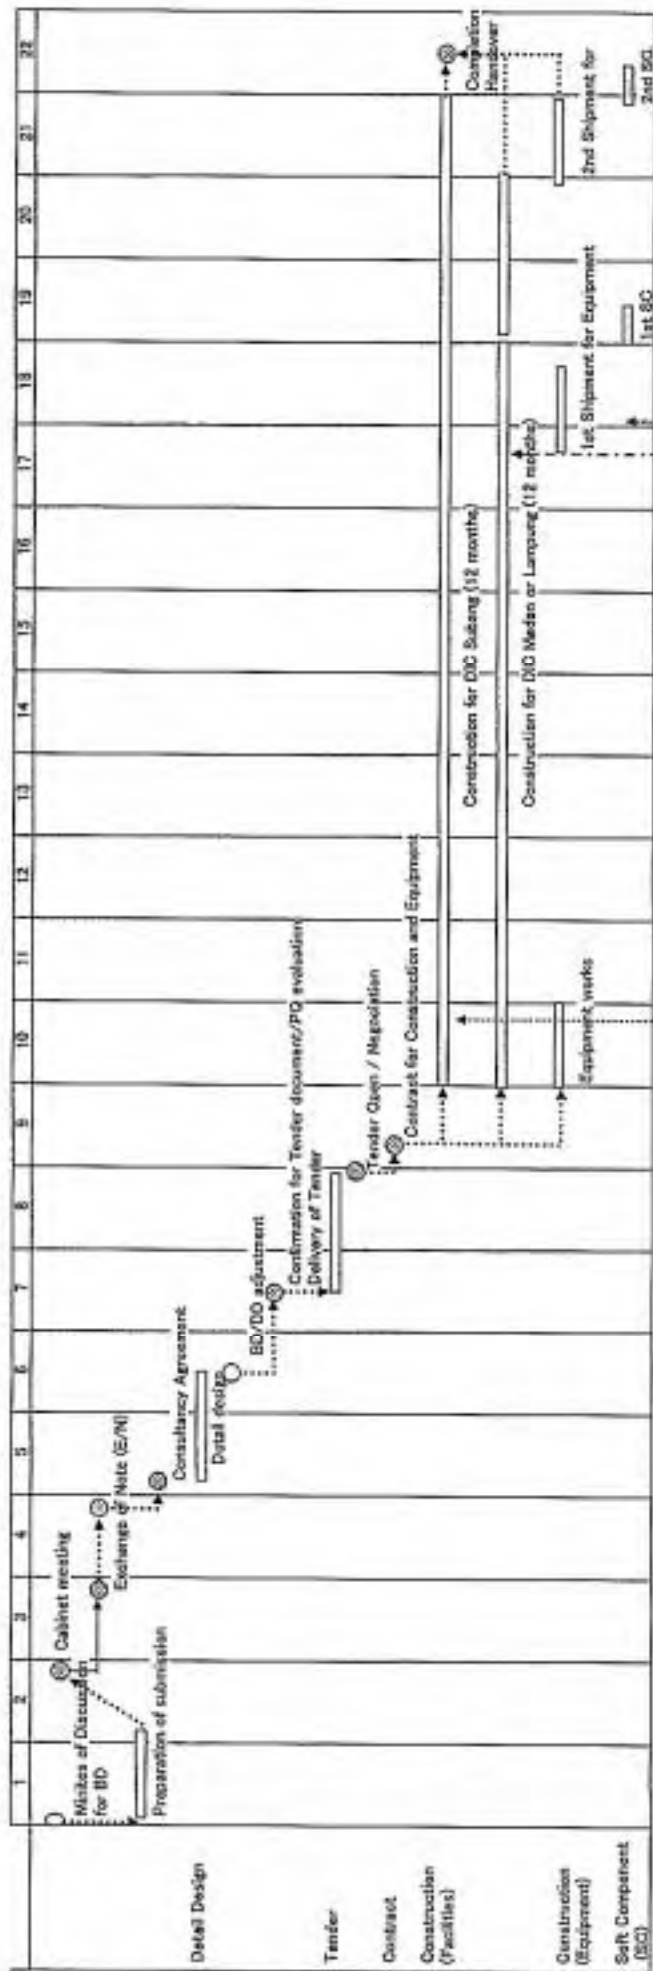 1 2 3 4 5 6 7 8 9 10 11 12 13 14 15 16 17 18 19 20 21 22
Minites of Discussion
for BD
Cabinet meeting
Preparation of submission
Exchange of Note (E/N)
Consultancy Agreement
Detail Design
Detail design
BD/DD adjustment
Confirmation for Tender document/PQ evaluation
Delivery of Tender
Tender
Tender Open / Negociation
Contract
Contract for Construction and Equipment
Construction
(Facilities)
Completion
Handover
Construction for DIC Subang (12 months)
Construction for DIC Medan or Lampung (12 months)
Construction
(Equipment)
Equipment works
1st Shipment for Equipment
2nd Shipment for
Soft Component
(SC)
1st SC
2nd SC